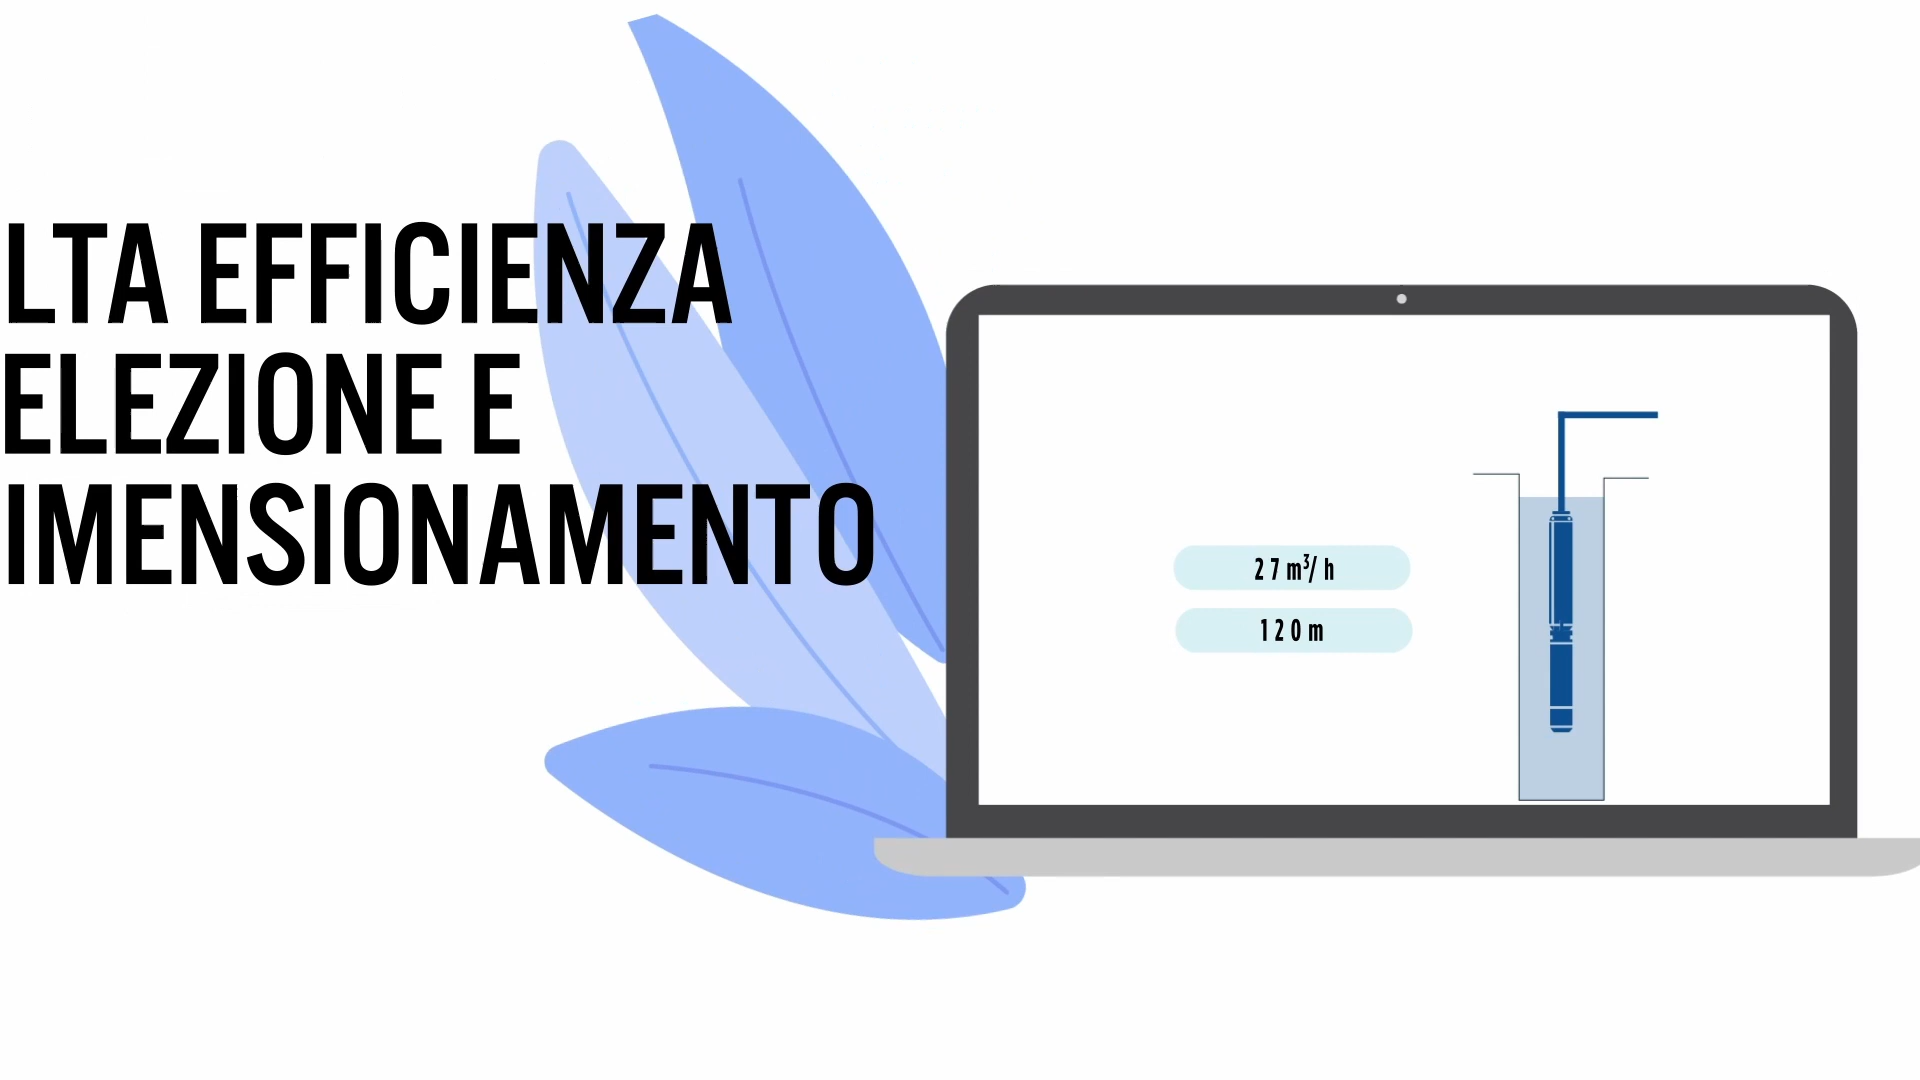 LTA EFFICIENZA
ELEZIONE E
IMENSIONAMENTO
27 m³/ h
120 m